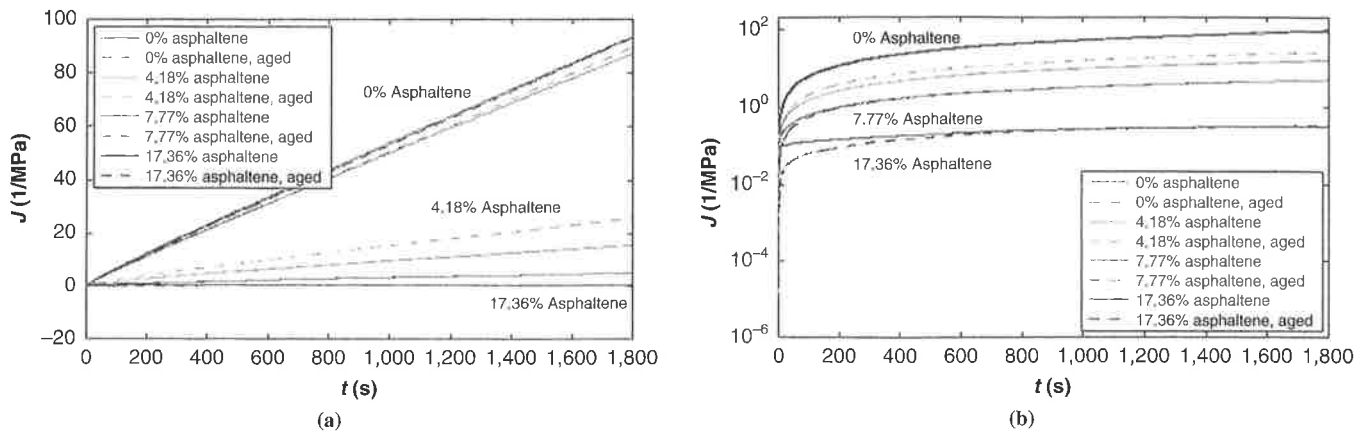 100
80
60
40
20
0
−20
J (1/MPa)
0% asphaltene
0% asphaltene, aged
4.18% asphaltene
4.18% asphaltene, aged
7.77% asphaltene
7.77% asphaltene, aged
17.36% asphaltene
17.36% asphaltene, aged
0% Asphaltene
4.18% Asphaltene
17.36% Asphaltene
0 200 400 600 800 1,000 1,200 1,400 1,600 1,800
t (s)
(a)
10²
10⁰
10⁻²
10⁻⁴
10⁻⁶
J (1/MPa)
0% Asphaltene
7.77% Asphaltene
17.36% Asphaltene
0% asphaltene
0% asphaltene, aged
4.18% asphaltene
4.18% asphaltene, aged
7.77% asphaltene
7.77% asphaltene, aged
17.36% asphaltene
17.36% asphaltene, aged
0 200 400 600 800 1,000 1,200 1,400 1,600 1,800
t (s)
(b)